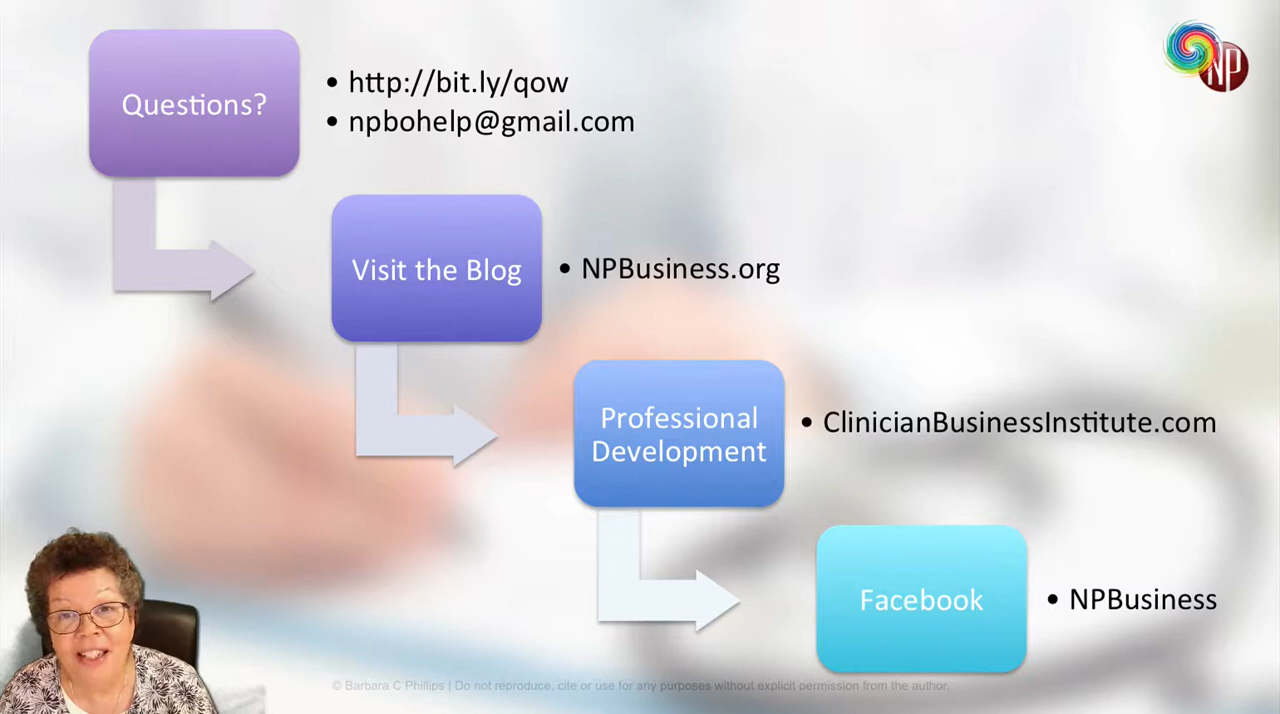 Questions?
• http://bit.ly/qow
• npbohelp@gmail.com
NP
Visit the Blog
• NPBusiness.org
Professional
Development
• ClinicianBusinessInstitute.com
Facebook
• NPBusiness
© Barbara C Phillips | Do not reproduce, cite or use for any purposes without explicit permission from the author.